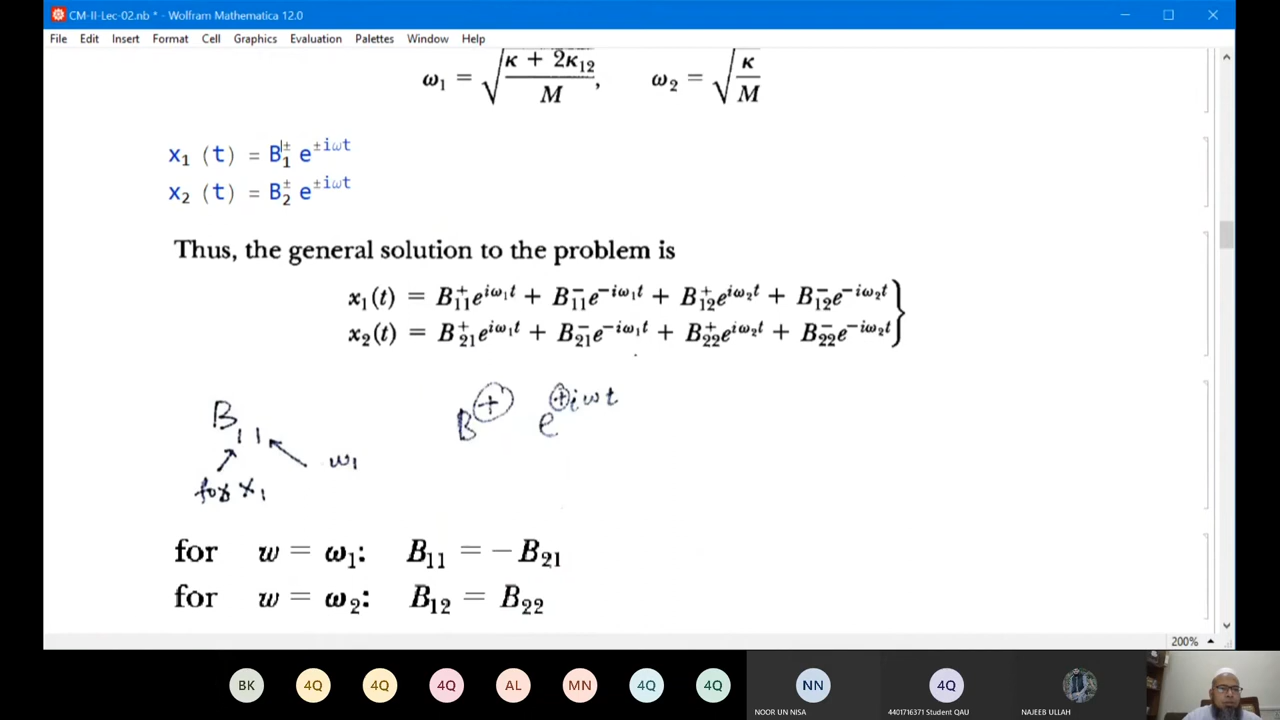 CM-II-Lec-02.nb * - Wolfram Mathematica 12.0
File Edit Insert Format Cell Graphics Evaluation Palettes Window Help
ω₁ = √((κ + 2κ₁₂)/M), ω₂ = √(κ/M)
x₁ (t) = B₁^± e^±iωt
x₂ (t) = B₂^± e^±iωt
Thus, the general solution to the problem is
x₁(t) = B₁₁⁺e^iω₁t + B₁₁⁻e^−iω₁t + B₁₂⁺e^iω₂t + B₁₂⁻e^−iω₂t
x₂(t) = B₂₁⁺e^iω₁t + B₂₁⁻e^−iω₁t + B₂₂⁺e^iω₂t + B₂₂⁻e^−iω₂t }
B⁺ e^+iωt
B₁₁
ω₁
for x₁
for w = ω₁: B₁₁ = −B₂₁
for w = ω₂: B₁₂ = B₂₂
200%
BK 4Q 4Q 4Q AL MN 4Q 4Q NN 4Q
NOOR UN NISA 4401716371 Student QAU NAJEEB ULLAH